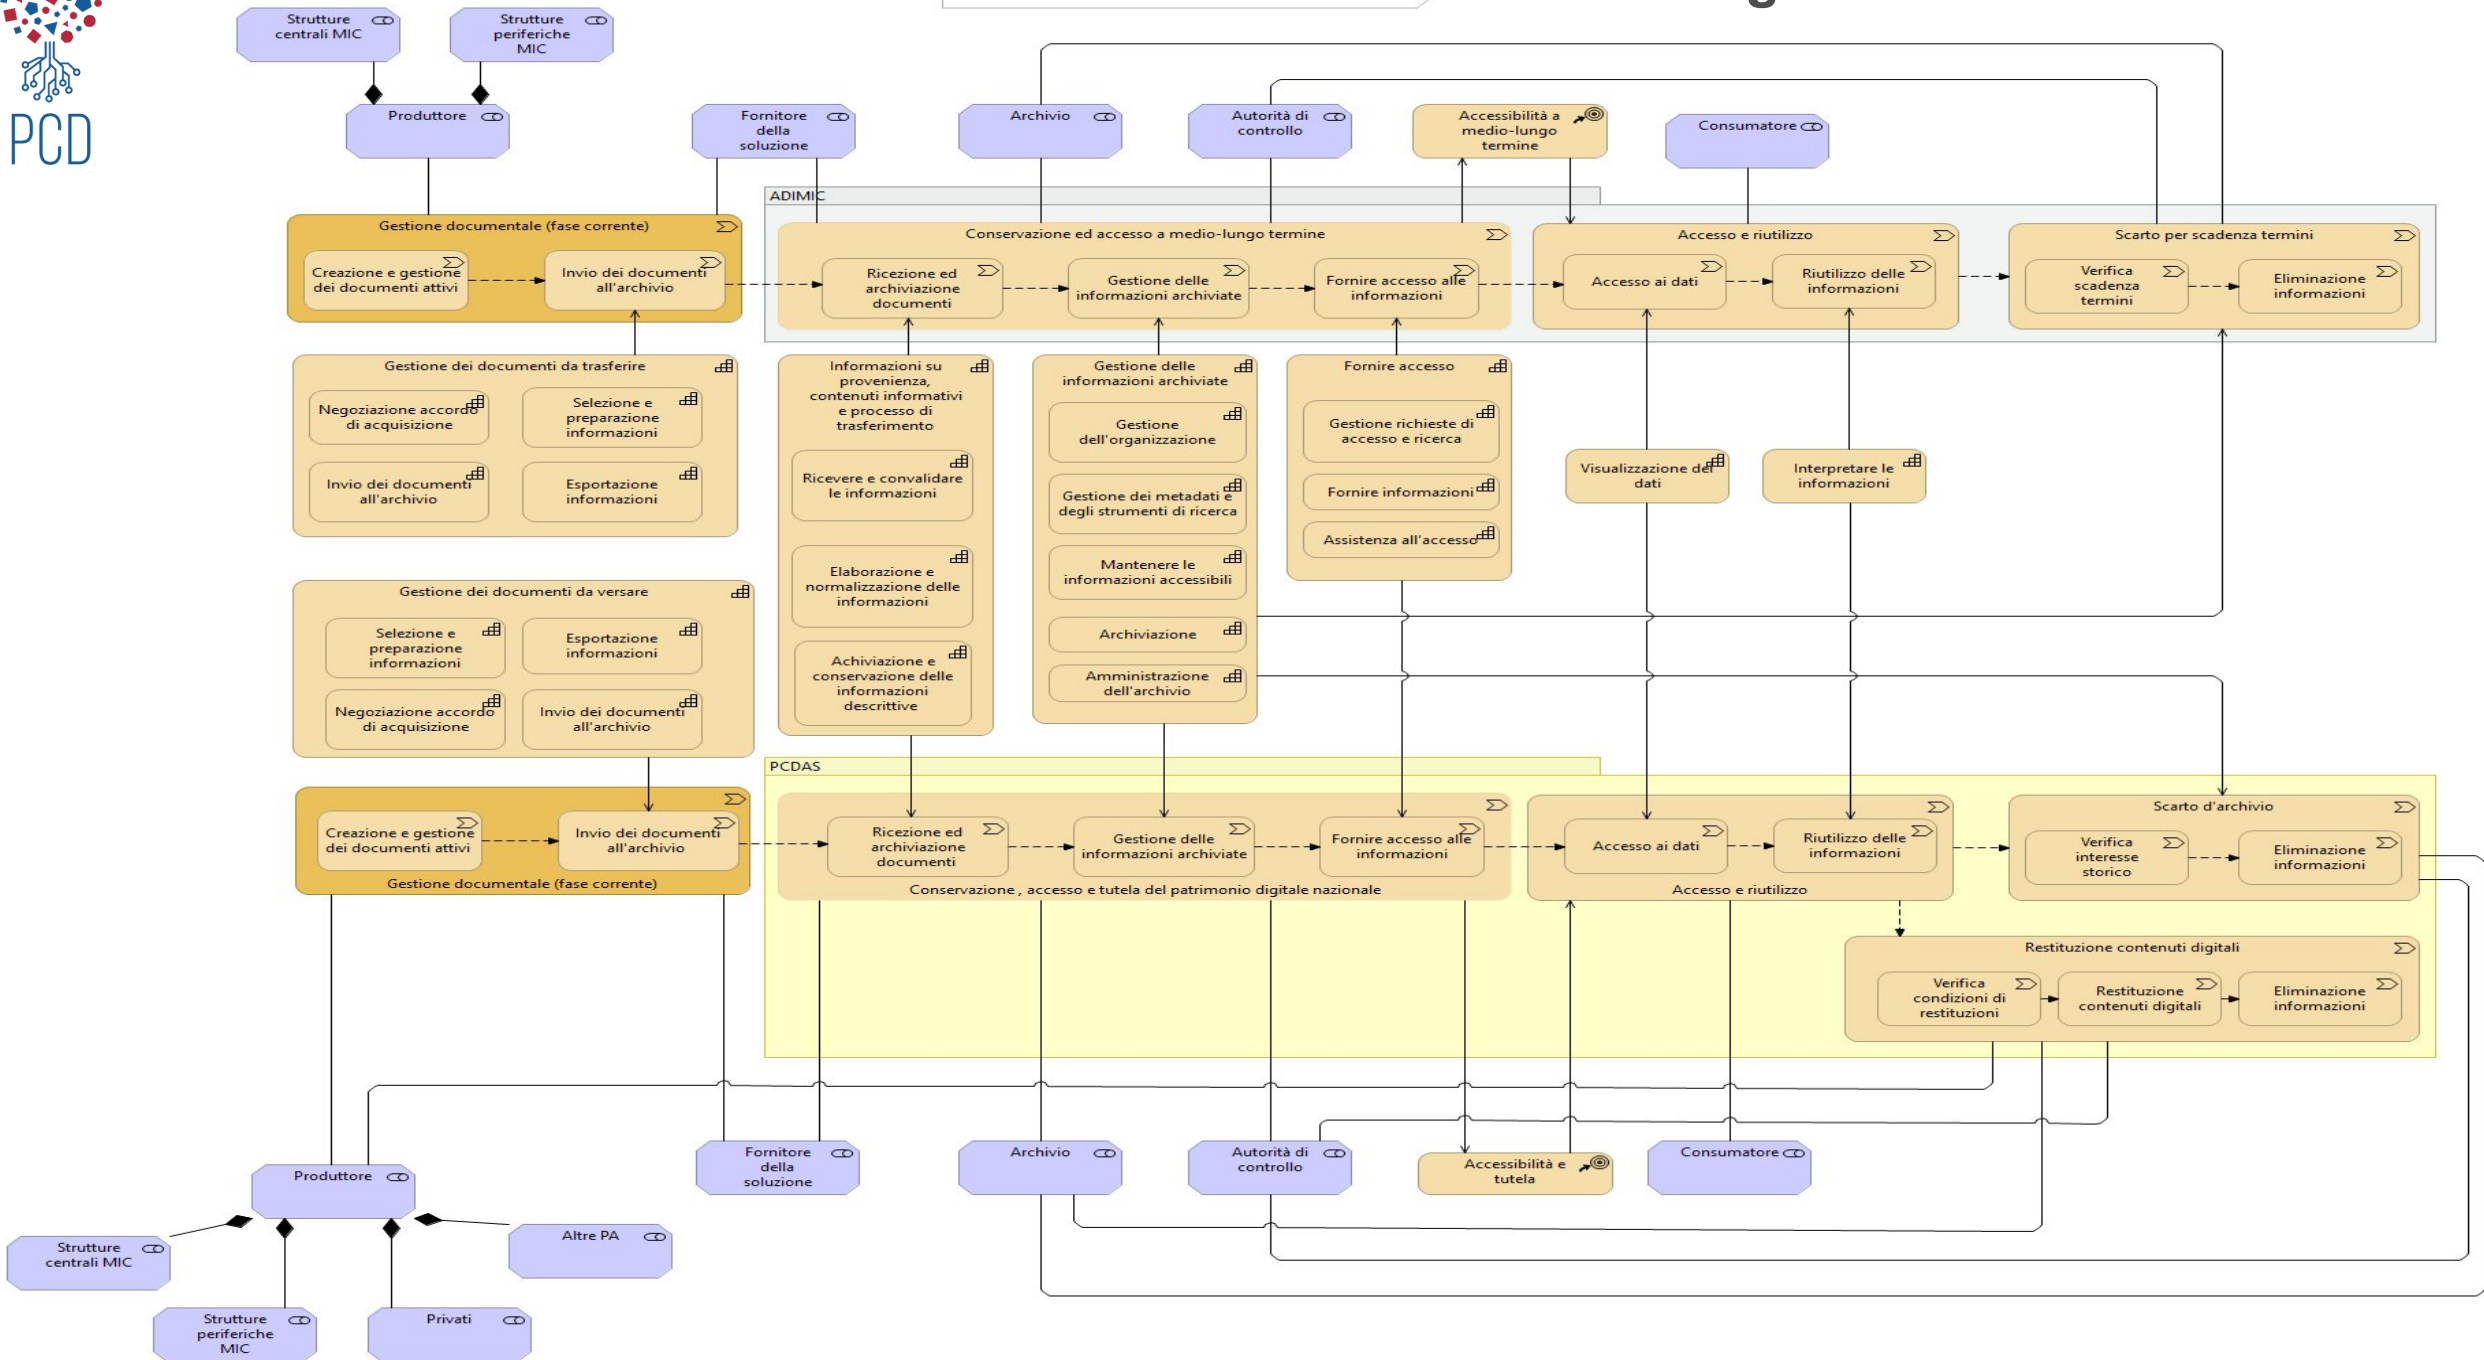 Strutture
centrali MIC
Strutture
periferiche
MIC
PCD
Produttore
Fornitore
della
soluzione
Archivio
Autorità di
controllo
Accessibilità a
medio-lungo
termine
Consumatore
ADIMIC
Gestione documentale (fase corrente)
Creazione e gestione
dei documenti attivi
Invio dei documenti
all'archivio
Conservazione ed accesso a medio-lungo termine
Ricezione ed
archiviazione
documenti
Gestione delle
informazioni archiviate
Fornire accesso alle
informazioni
Accesso e riutilizzo
Accesso ai dati
Riutilizzo delle
informazioni
Scarto per scadenza termini
Verifica
scadenza
termini
Eliminazione
informazioni
Gestione dei documenti da trasferire
Negoziazione accordo
di acquisizione
Selezione e
preparazione
informazioni
Invio dei documenti
all'archivio
Esportazione
informazioni
Informazioni su
provenienza,
contenuti informativi
e processo di
trasferimento
Ricevere e convalidare
le informazioni
Elaborazione e
normalizzazione delle
informazioni
Achiviazione e
conservazione delle
informazioni
descrittive
Gestione delle
informazioni archiviate
Gestione
dell'organizzazione
Gestione dei metadati e
degli strumenti di ricerca
Mantenere le
informazioni accessibili
Archiviazione
Amministrazione
dell'archivio
Fornire accesso
Gestione richieste di
accesso e ricerca
Fornire informazioni
Assistenza all'accesso
Visualizzazione dei
dati
Interpretare le
informazioni
Gestione dei documenti da versare
Selezione e
preparazione
informazioni
Esportazione
informazioni
Negoziazione accordo
di acquisizione
Invio dei documenti
all'archivio
PCDAS
Creazione e gestione
dei documenti attivi
Invio dei documenti
all'archivio
Gestione documentale (fase corrente)
Ricezione ed
archiviazione
documenti
Gestione delle
informazioni archiviate
Fornire accesso alle
informazioni
Conservazione , accesso e tutela del patrimonio digitale nazionale
Accesso ai dati
Riutilizzo delle
informazioni
Accesso e riutilizzo
Scarto d'archivio
Verifica
interesse
storico
Eliminazione
informazioni
Restituzione contenuti digitali
Verifica
condizioni di
restituzioni
Restituzione
contenuti digitali
Eliminazione
informazioni
Produttore
Fornitore
della
soluzione
Archivio
Autorità di
controllo
Accessibilità e
tutela
Consumatore
Strutture
centrali MIC
Altre PA
Strutture
periferiche
MIC
Privati